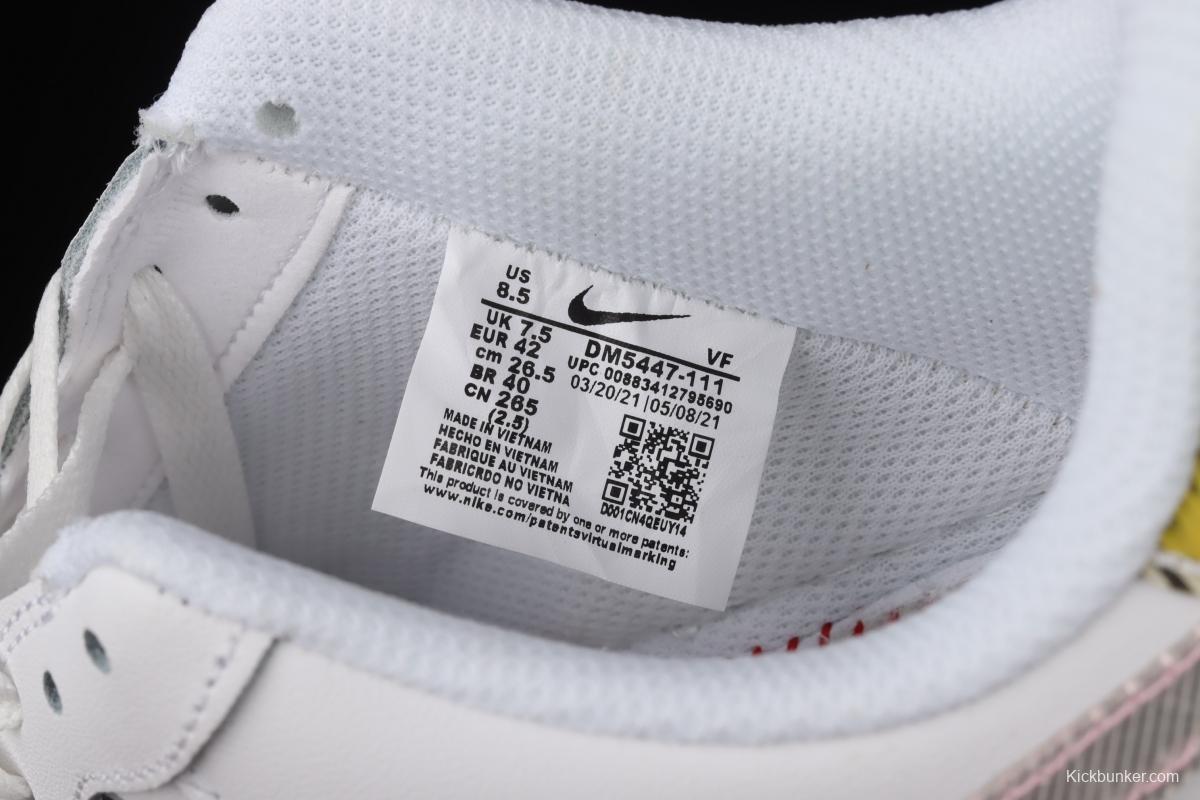 US
8.5
VF
UK 7.5
EUR 42
cm 26.5
BR 40
CN 265
(2.5)
DM5447-111
UPC 00883412795690
03/20/21 | 05/08/21
MADE IN VIETNAM
HECHO EN VIETNAM
FABRIQUE AU VIETNAM
FABRICRDO NO VIETNA
D001CN4QEUY14
This product is covered by one or more patents:
www.nike.com/patentsvirtualmarking
Kickbunker.com